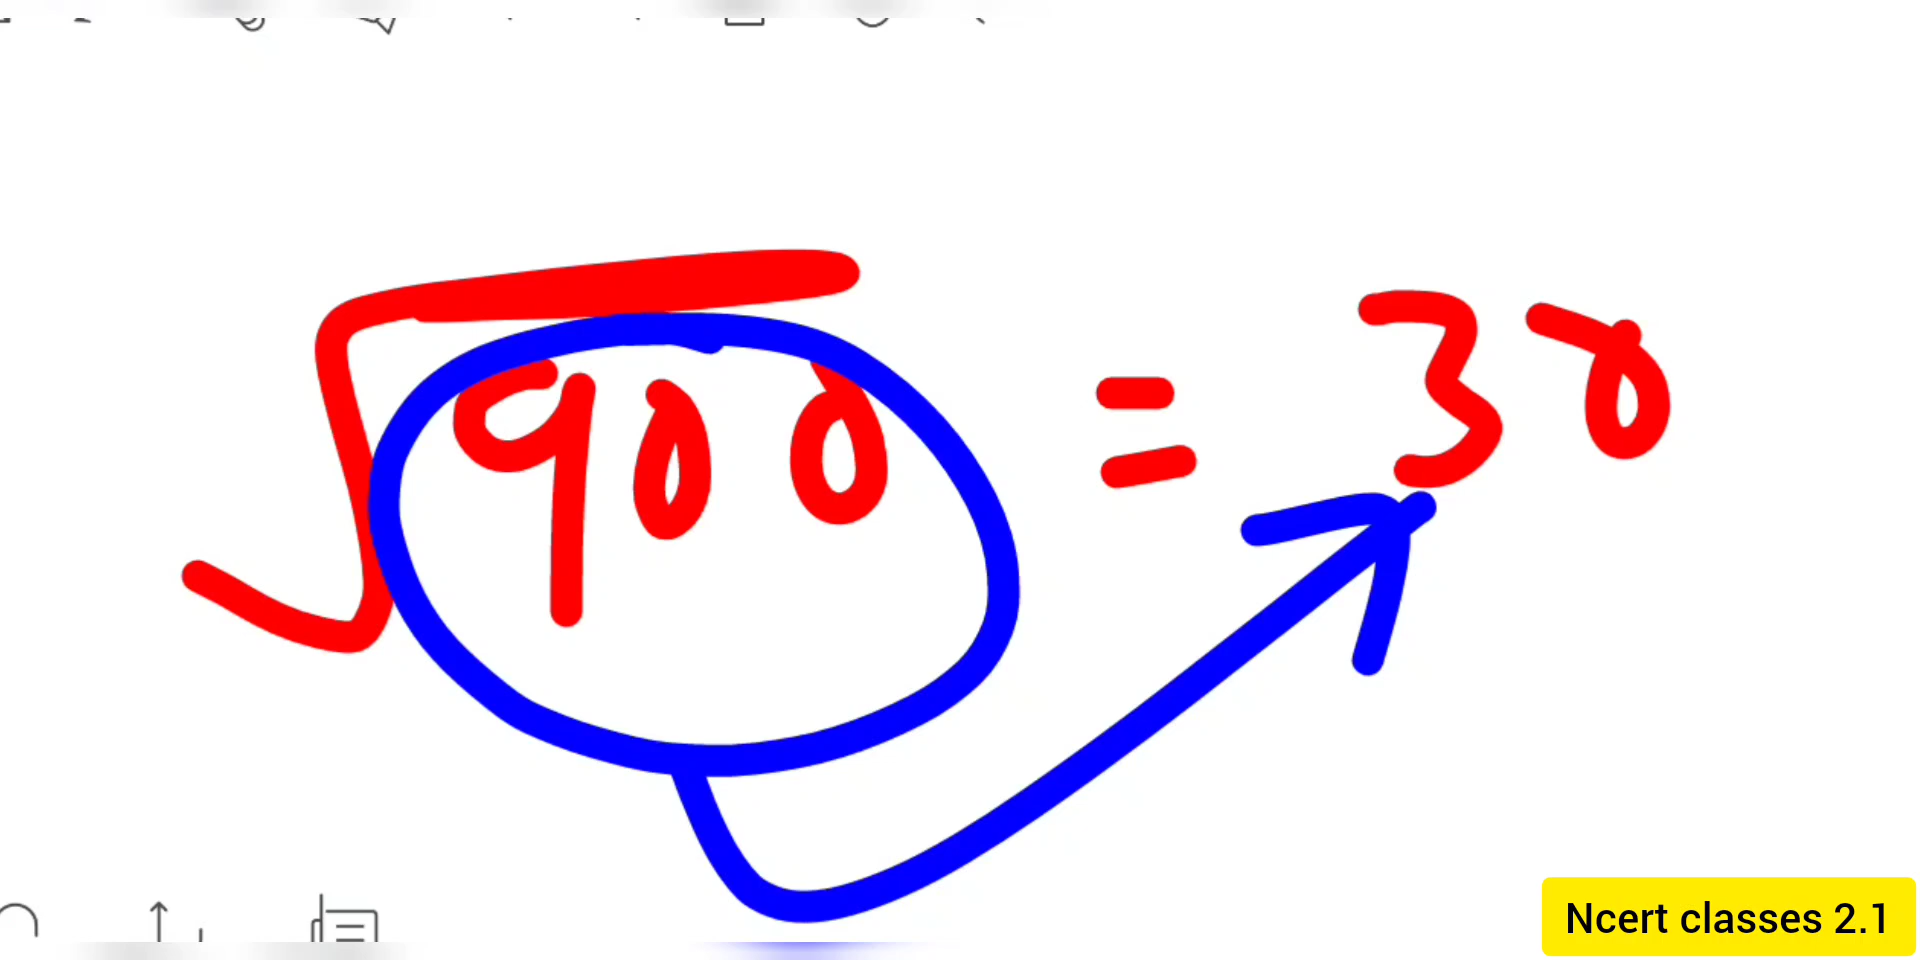 √900 = 30
Ncert classes 2.1